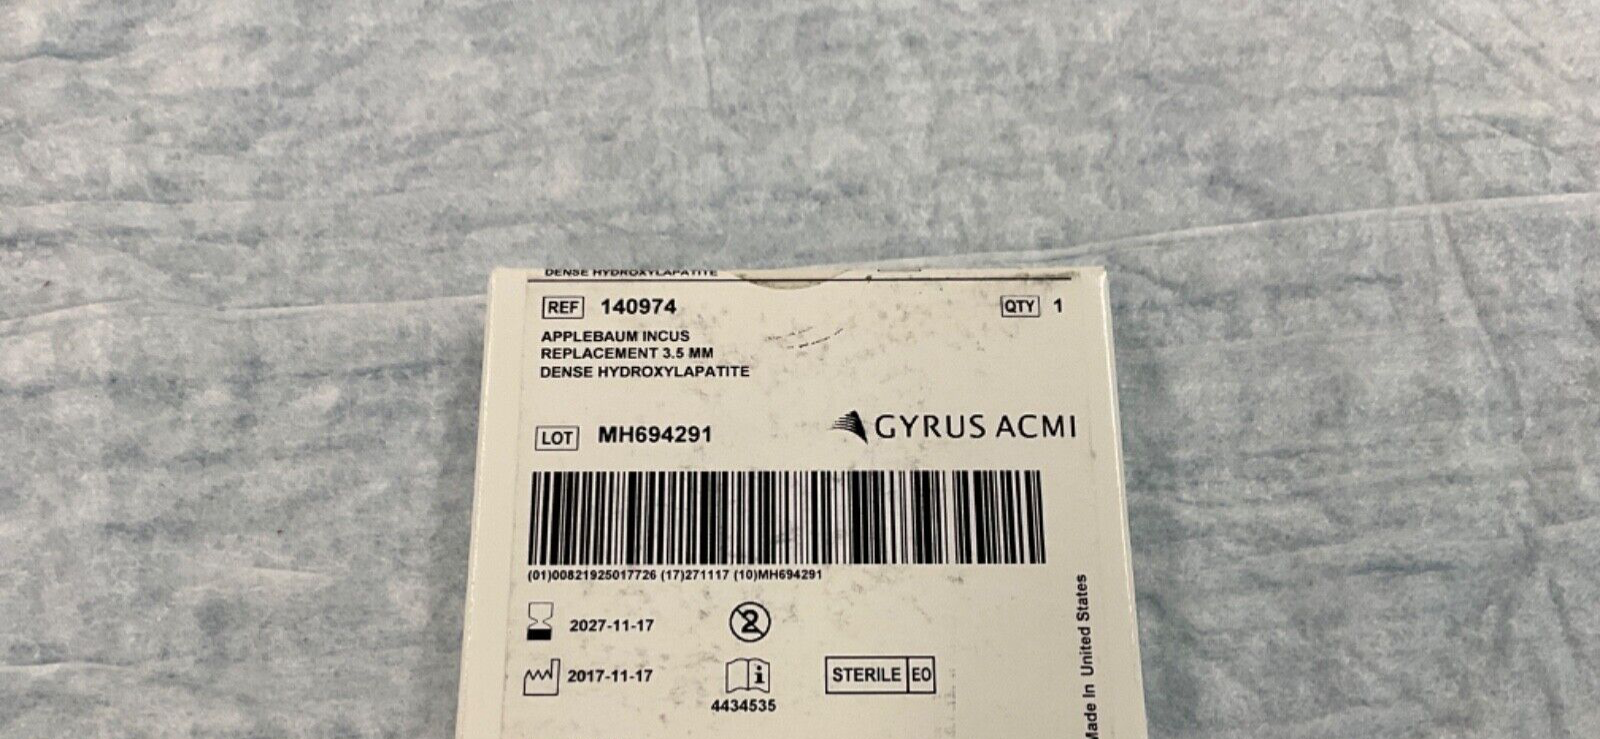 DENSE HYDROXYLAPATITE
REF 140974
QTY 1
APPLEBAUM INCUS
REPLACEMENT 3.5 MM
DENSE HYDROXYLAPATITE
LOT MH694291
GYRUS ACMI
(01)00821925017726 (17)271117 (10)MH694291
2027-11-17
2
2017-11-17
i
4434535
STERILE EO
Made In United States